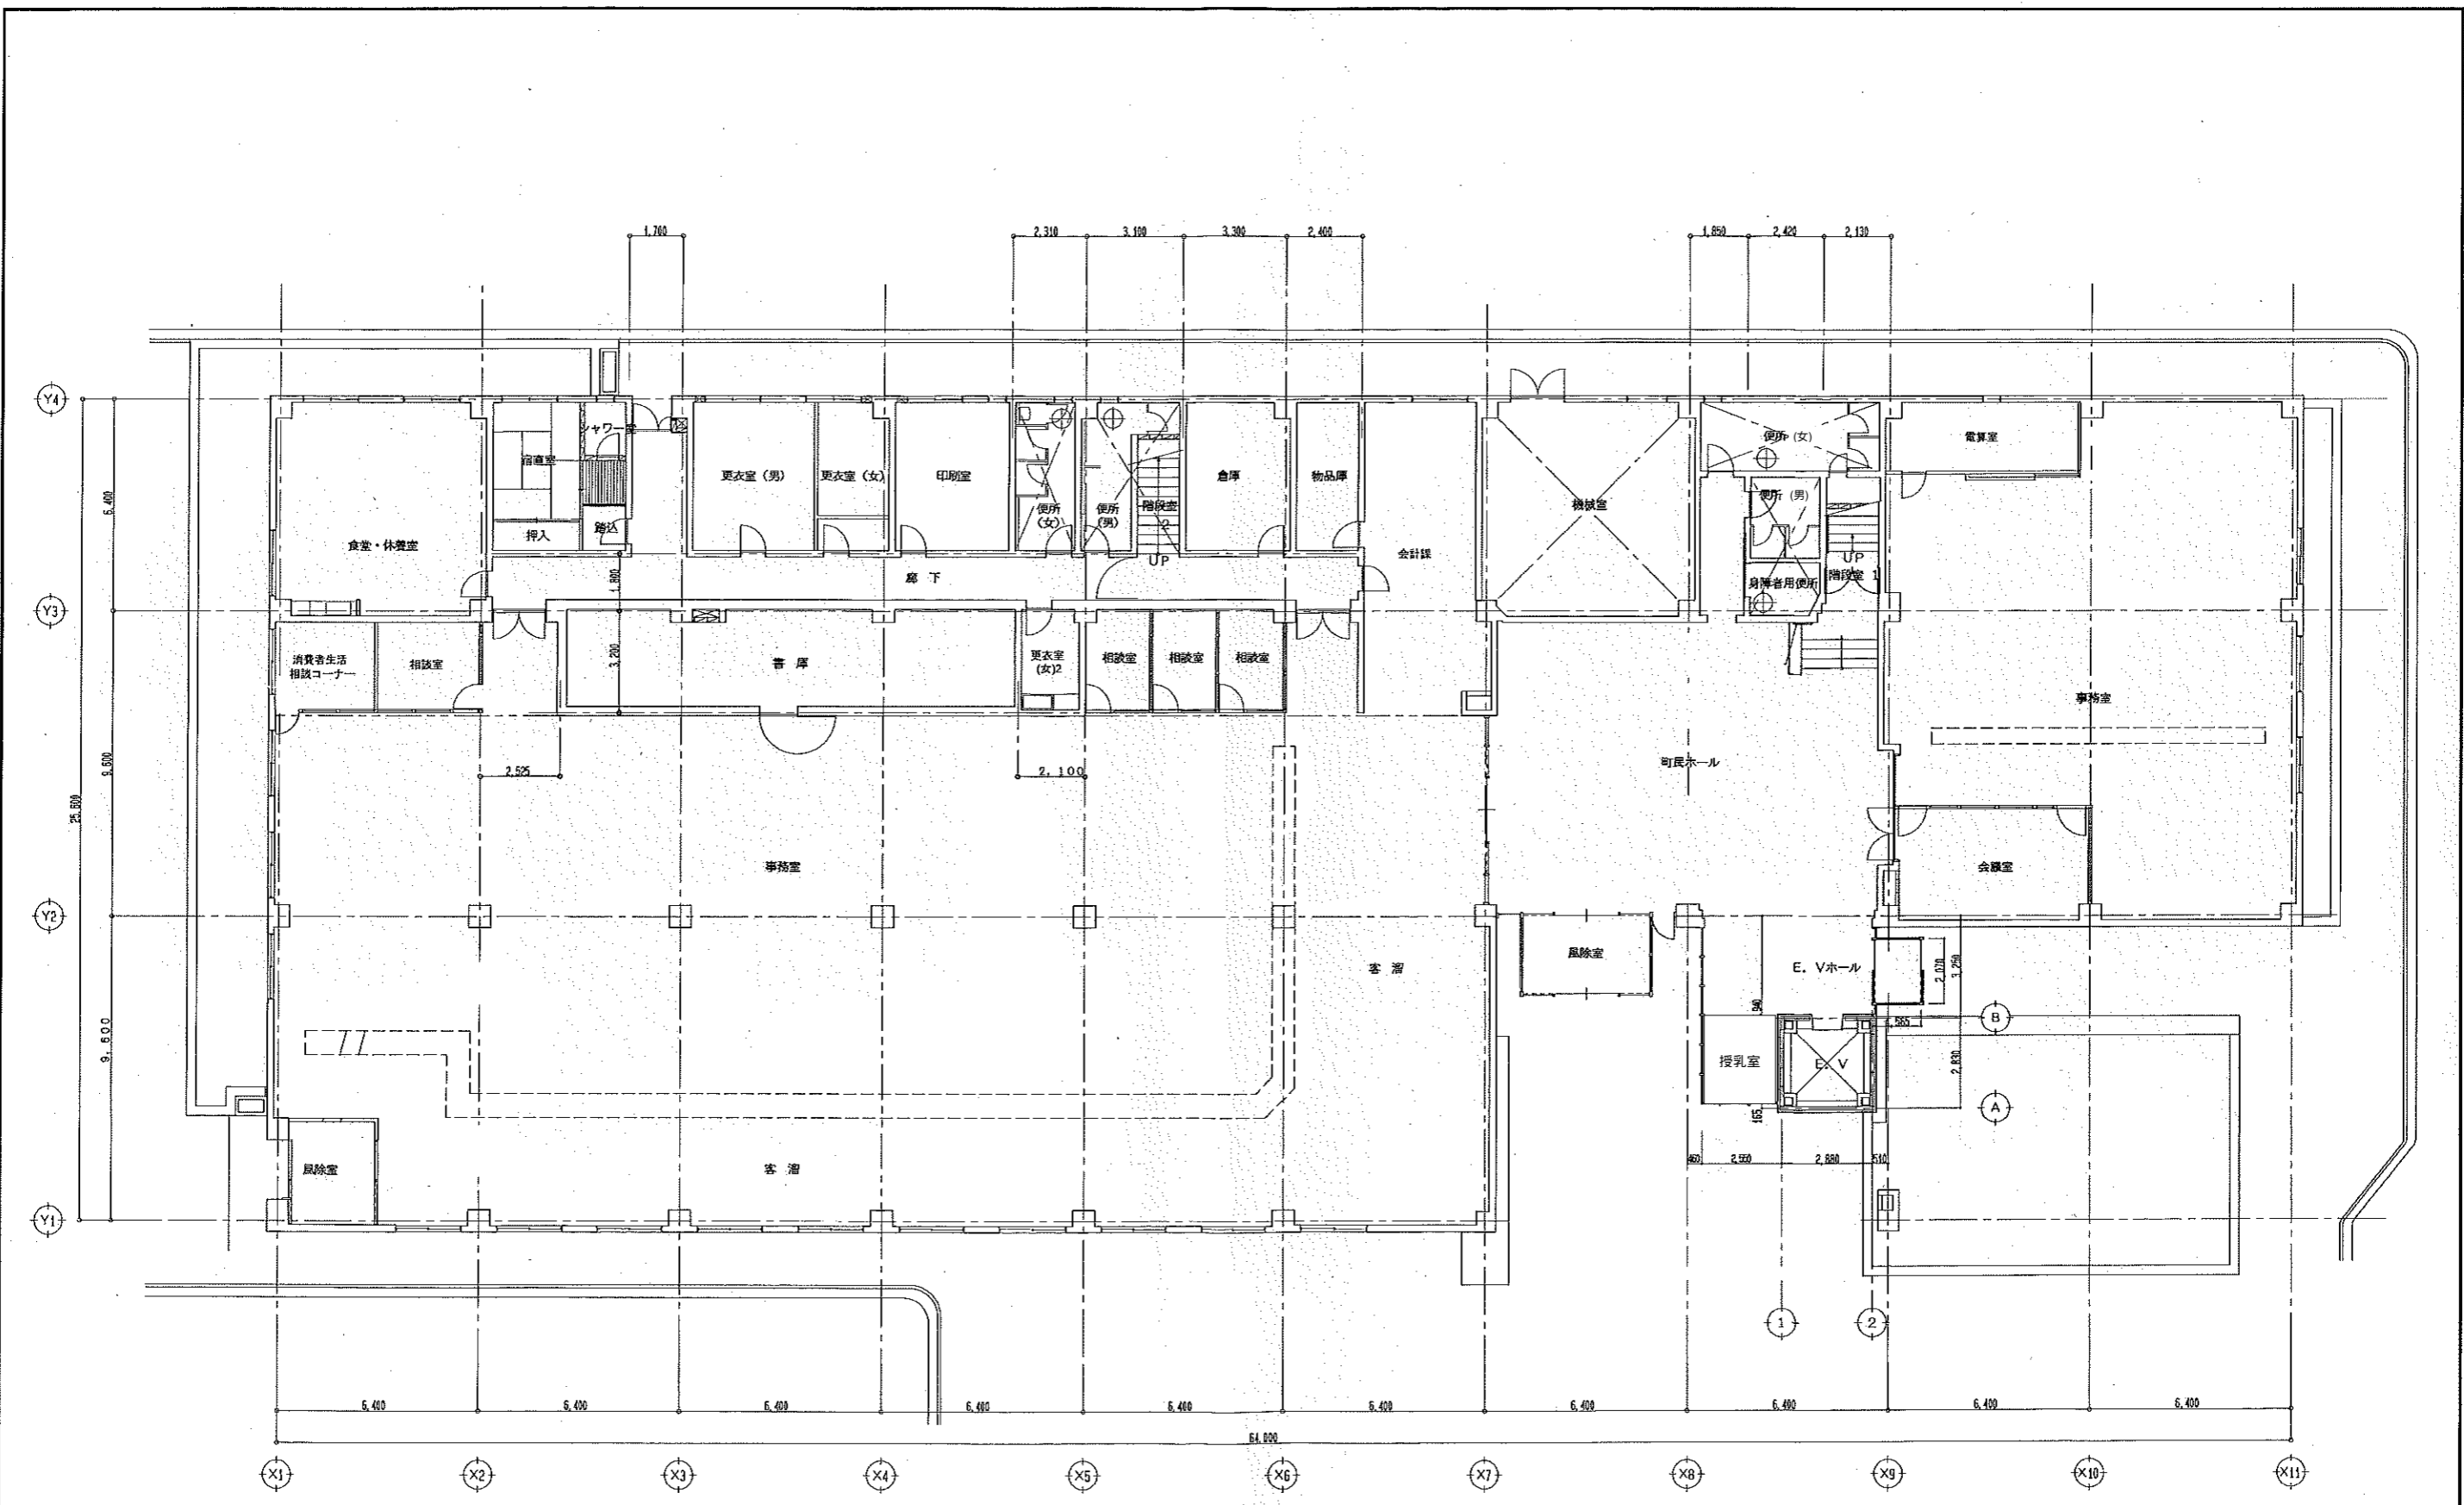 1,700
2,310
3,100
3,300
2,400
1,850
2,420
2,130
Y4
シャワー
宿直室
更衣室（男）
更衣室（女）
印刷室
便所
（女）
便所
（男）
階段室
2
倉庫
物品庫
機械室
便所（女）
電算室
便所（男）
6,400
食堂・休養室
押入
踏込
UP
会計課
UP
階段室 1
身障者用便所
廊 下
1,800
Y3
消費者生活
相談コーナー
相談室
3,200
書 庫
更衣室
(女)2
相談室
相談室
相談室
事務室
2,525
2,100
町民ホール
9,600
25,600
事務室
会議室
Y2
客 溜
風除室
E. Vホール
2,070
3,250
940
B
585
9,600
授乳室
E. V
2,830
A
165
460
2,550
2,880
510
風除室
客 溜
Y1
1
2
6,400
6,400
6,400
6,400
6,400
6,400
6,400
6,400
6,400
6,400
64,000
X1
X2
X3
X4
X5
X6
X7
X8
X9
X10
X11